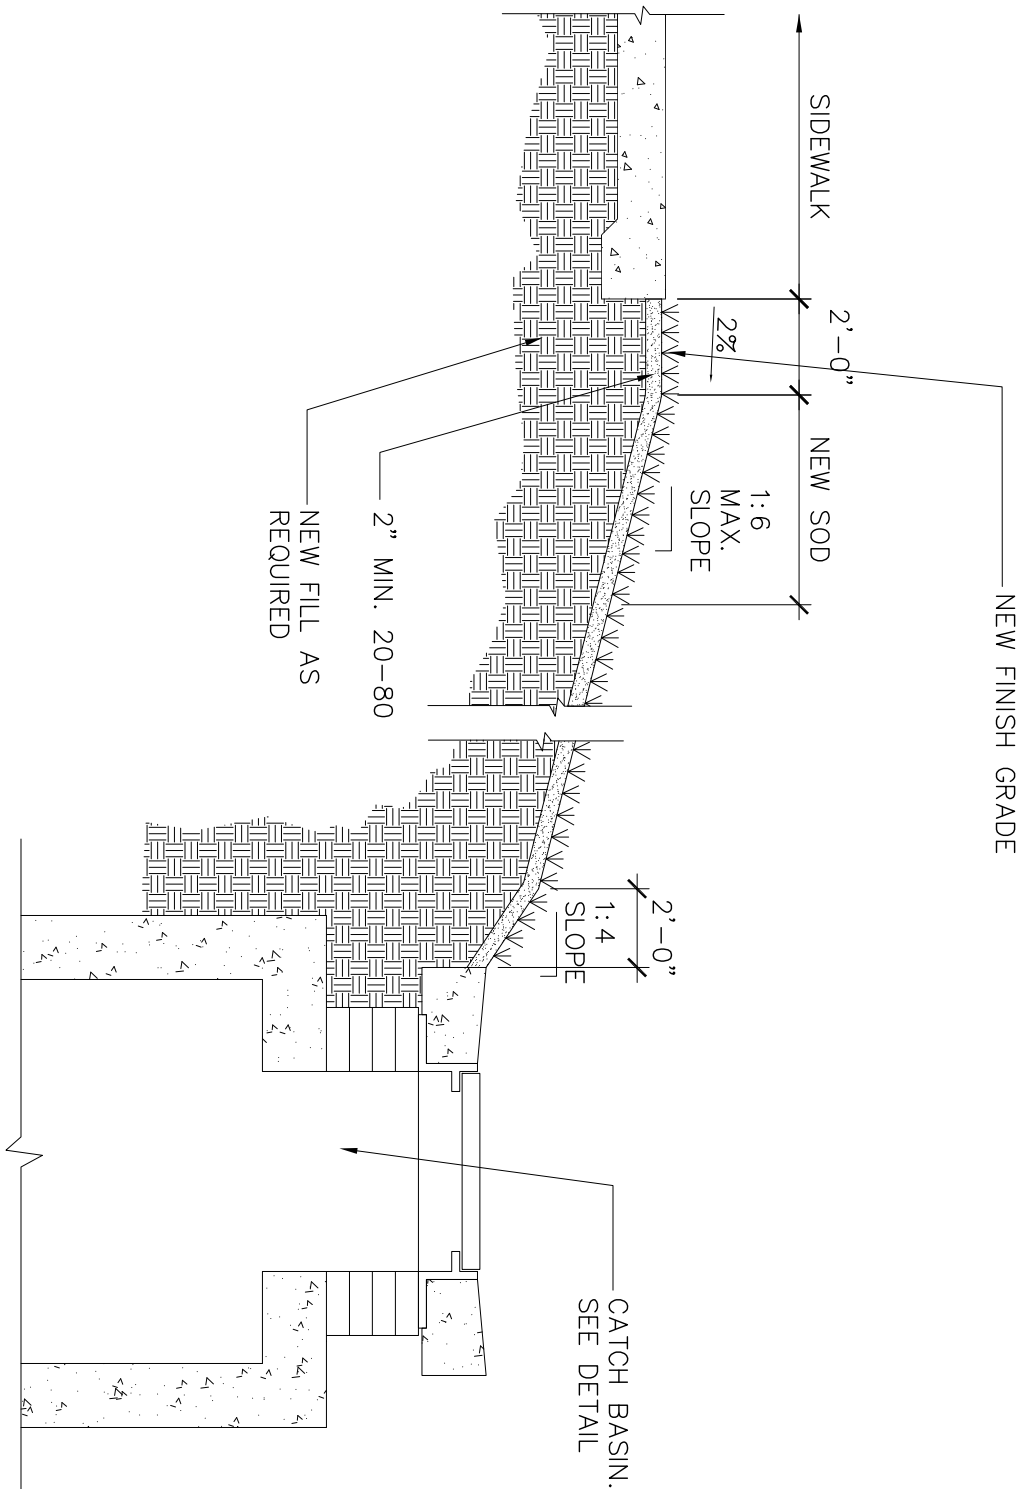 SIDEWALK
2'-0"
NEW SOD
NEW FINISH GRADE
2%
1:6
MAX.
SLOPE
2'-0"
1:4
SLOPE
2" MIN. 20-80
NEW FILL AS
REQUIRED
CATCH BASIN.
SEE DETAIL